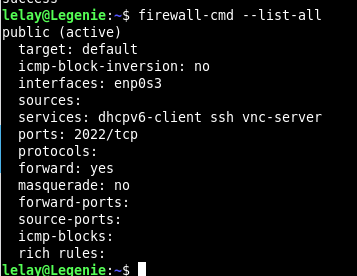 success
lelay@Legenie:~$ firewall-cmd --list-all
public (active)
  target: default
  icmp-block-inversion: no
  interfaces: enp0s3
  sources:
  services: dhcpv6-client ssh vnc-server
  ports: 2022/tcp
  protocols:
  forward: yes
  masquerade: no
  forward-ports:
  source-ports:
  icmp-blocks:
  rich rules:
lelay@Legenie:~$